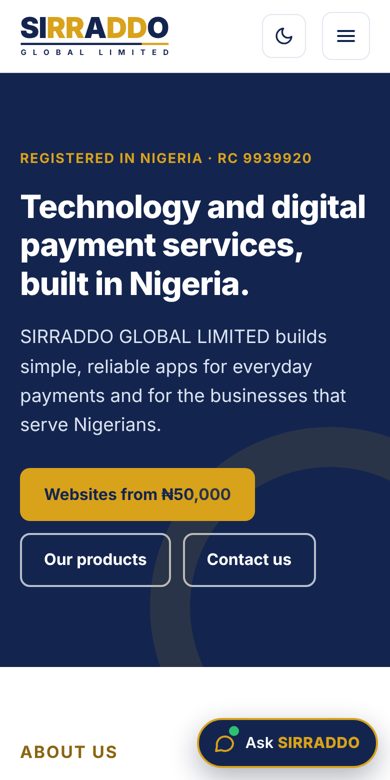 SIRRADDO
GLOBAL LIMITED
REGISTERED IN NIGERIA · RC 9939920
Technology and digital
payment services,
built in Nigeria.
SIRRADDO GLOBAL LIMITED builds
simple, reliable apps for everyday
payments and for the businesses that
serve Nigerians.
Websites from ₦50,000
Our products
Contact us
ABOUT US
Ask SIRRADDO